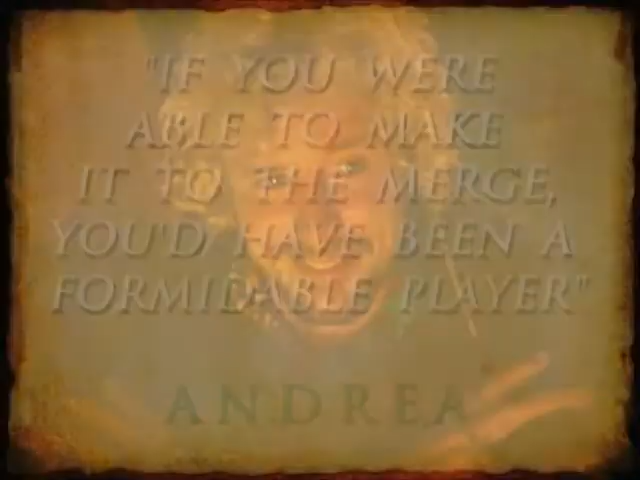 "IF YOU WERE
ABLE TO MAKE
IT TO THE MERGE,
YOU'D HAVE BEEN A
FORMIDABLE PLAYER"
ANDREA